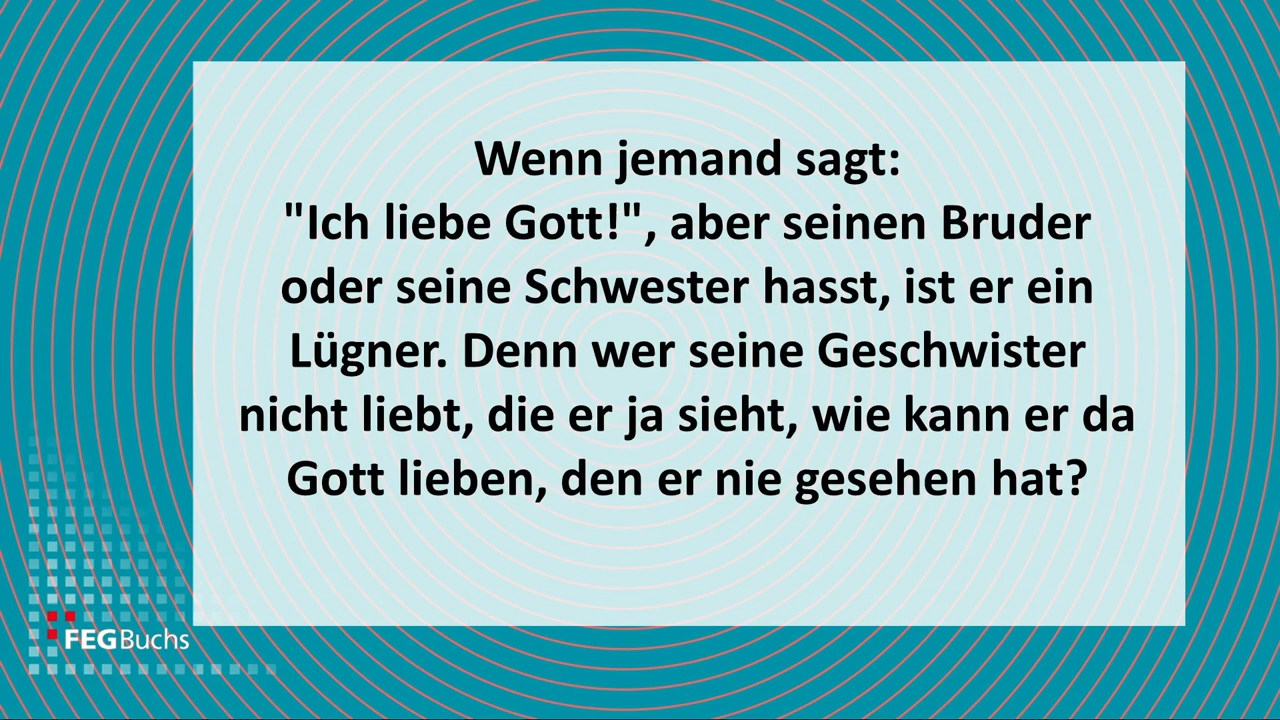 Wenn jemand sagt:
"Ich liebe Gott!", aber seinen Bruder
oder seine Schwester hasst, ist er ein
Lügner. Denn wer seine Geschwister
nicht liebt, die er ja sieht, wie kann er da
Gott lieben, den er nie gesehen hat?
FEGBuchs